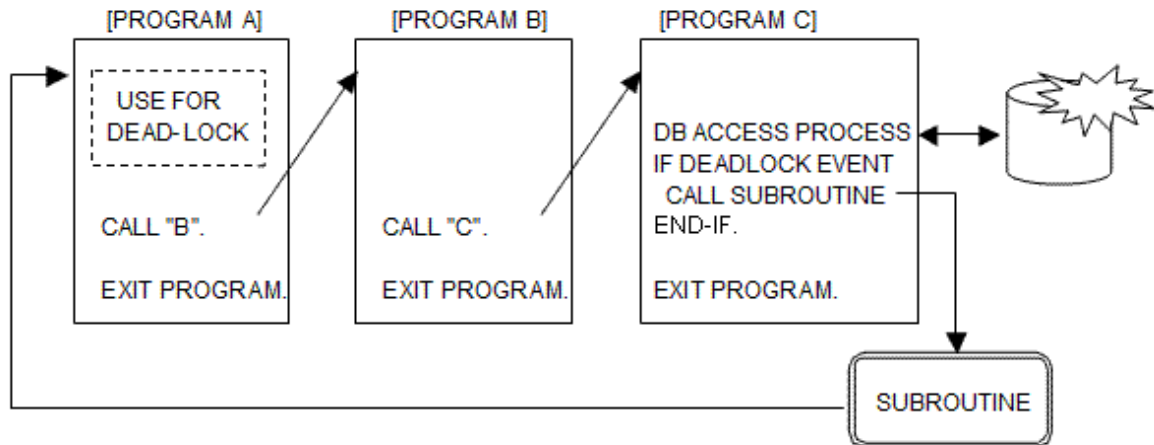 [PROGRAM A]
[PROGRAM B]
[PROGRAM C]
USE FOR
DEAD-LOCK
CALL "B".
EXIT PROGRAM.
CALL "C".
EXIT PROGRAM.
DB ACCESS PROCESS
IF DEADLOCK EVENT
CALL SUBROUTINE
END-IF.
EXIT PROGRAM.
SUBROUTINE